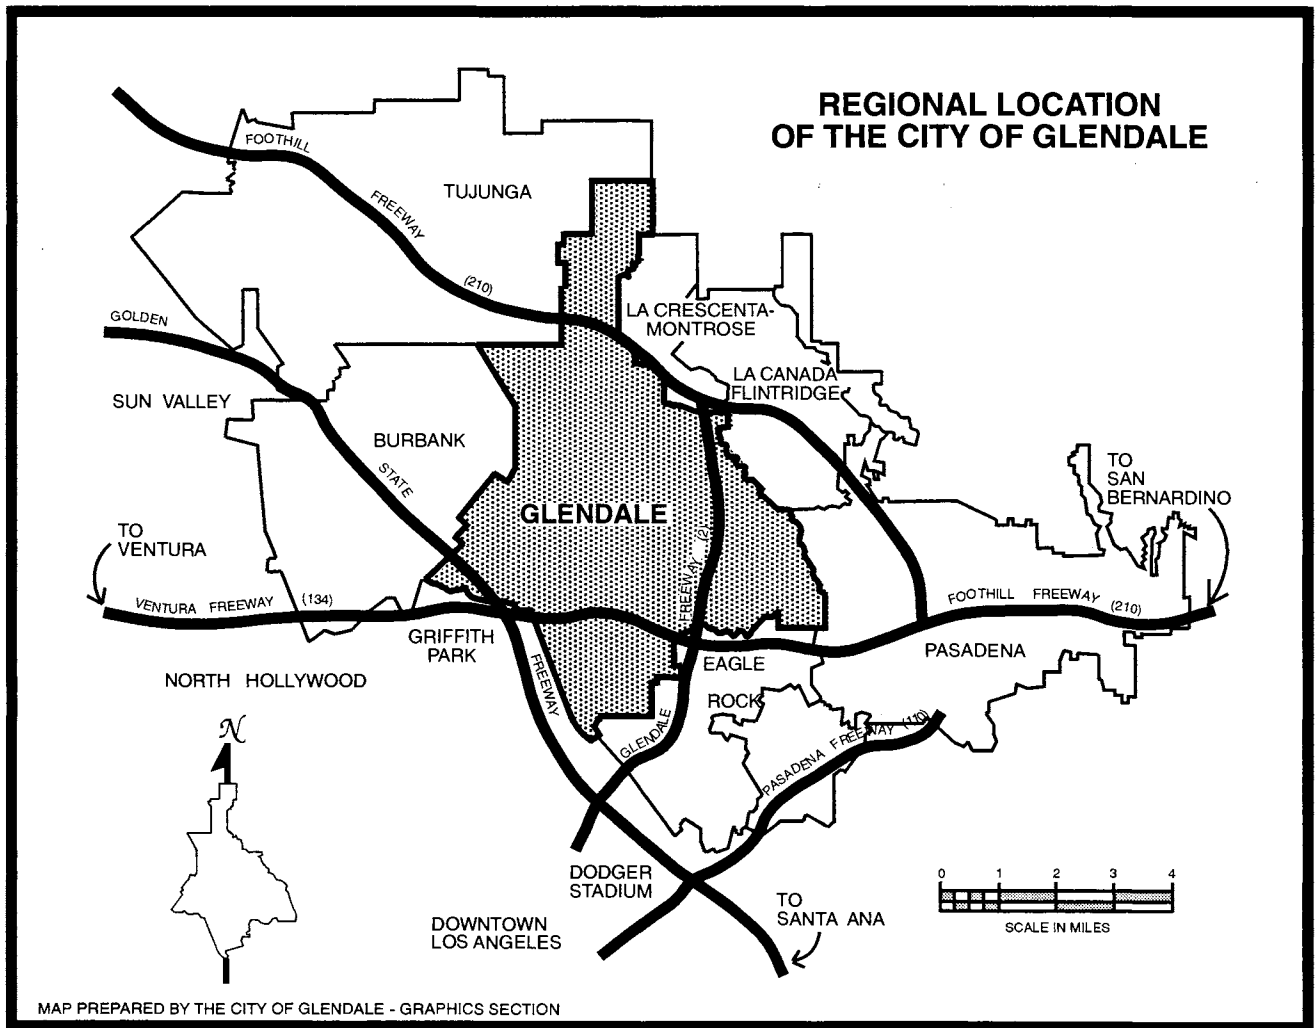 REGIONAL LOCATION
OF THE CITY OF GLENDALE
FOOTHILL
FREEWAY
(210)
TUJUNGA
GOLDEN
STATE
FREEWAY
LA CRESCENTA-
MONTROSE
LA CANADA
FLINTRIDGE
SUN VALLEY
BURBANK
GLENDALE
TO
SAN
BERNARDINO
TO
VENTURA
VENTURA FREEWAY (134)
FOOTHILL FREEWAY (210)
GRIFFITH
PARK
GLENDALE
FREEWAY (2)
EAGLE
ROCK
PASADENA
NORTH HOLLYWOOD
PASADENA FREEWAY (110)
N
DODGER
STADIUM
DOWNTOWN
LOS ANGELES
TO
SANTA ANA
0 1 2 3 4
SCALE IN MILES
MAP PREPARED BY THE CITY OF GLENDALE - GRAPHICS SECTION